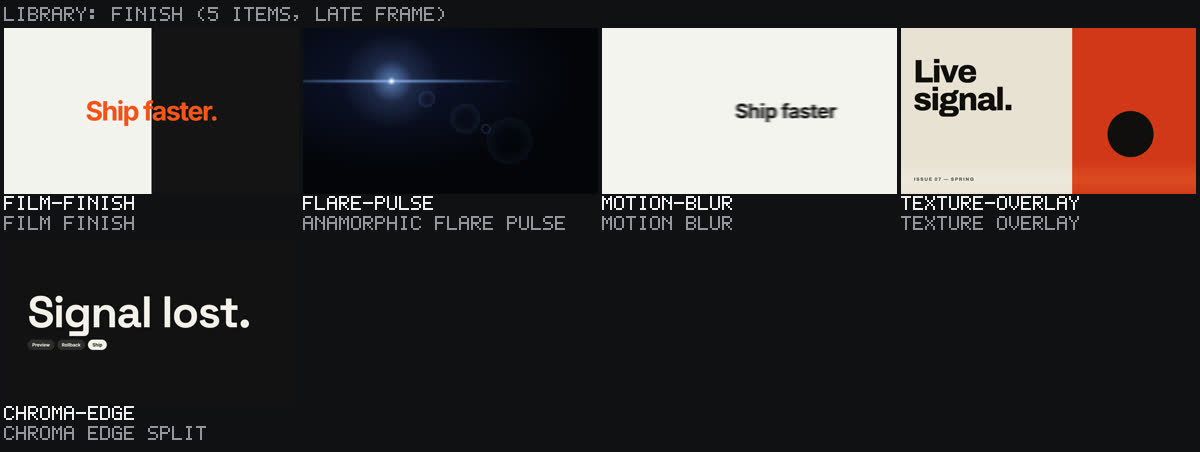 LIBRARY: FINISH (5 ITEMS, LATE FRAME)
Ship faster.
Ship faster
Live
signal.
ISSUE 07 — SPRING
FILM-FINISH
FILM FINISH
FLARE-PULSE
ANAMORPHIC FLARE PULSE
MOTION-BLUR
MOTION BLUR
TEXTURE-OVERLAY
TEXTURE OVERLAY
Signal lost.
Preview Rollback Ship
CHROMA-EDGE
CHROMA EDGE SPLIT